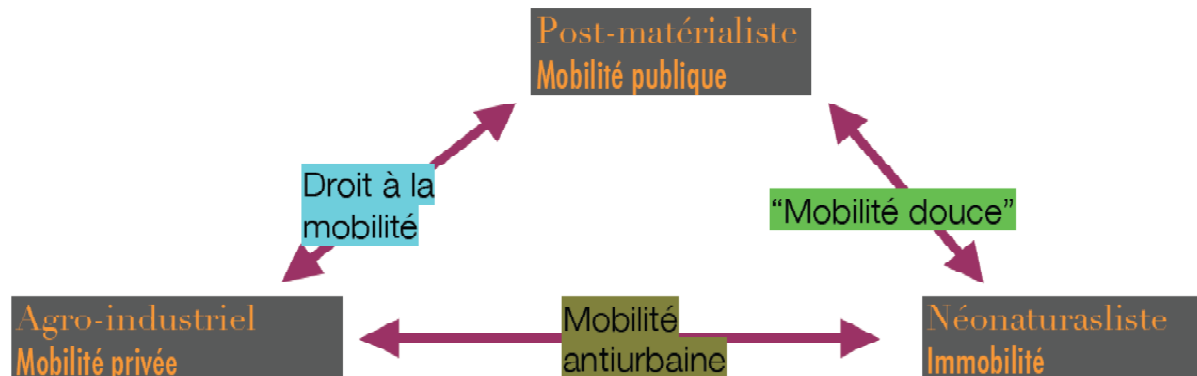 Post-matérialiste
Mobilité publique
Droit à la
mobilité
“Mobilité douce”
Agro-industriel
Mobilité privée
Mobilité
antiurbaine
Néonaturasliste
Immobilité